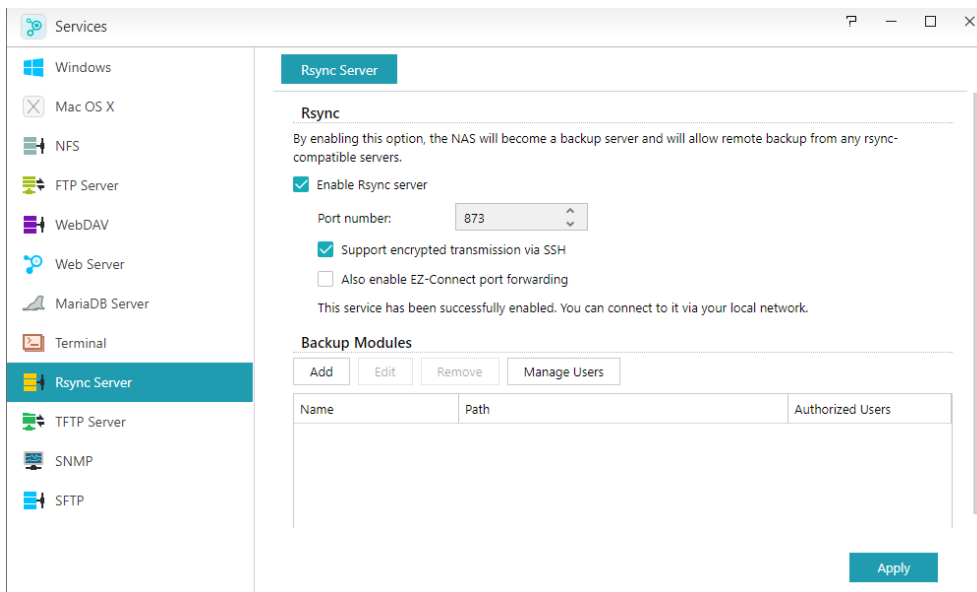 Services
Windows
Mac OS X
NFS
FTP Server
WebDAV
Web Server
MariaDB Server
Terminal
Rsync Server
TFTP Server
SNMP
SFTP
Rsync Server
Rsync
By enabling this option, the NAS will become a backup server and will allow remote backup from any rsync-
compatible servers.
Enable Rsync server
Port number: 873
Support encrypted transmission via SSH
Also enable EZ-Connect port forwarding
This service has been successfully enabled. You can connect to it via your local network.
Backup Modules
Add Edit Remove Manage Users
Name Path Authorized Users
Apply